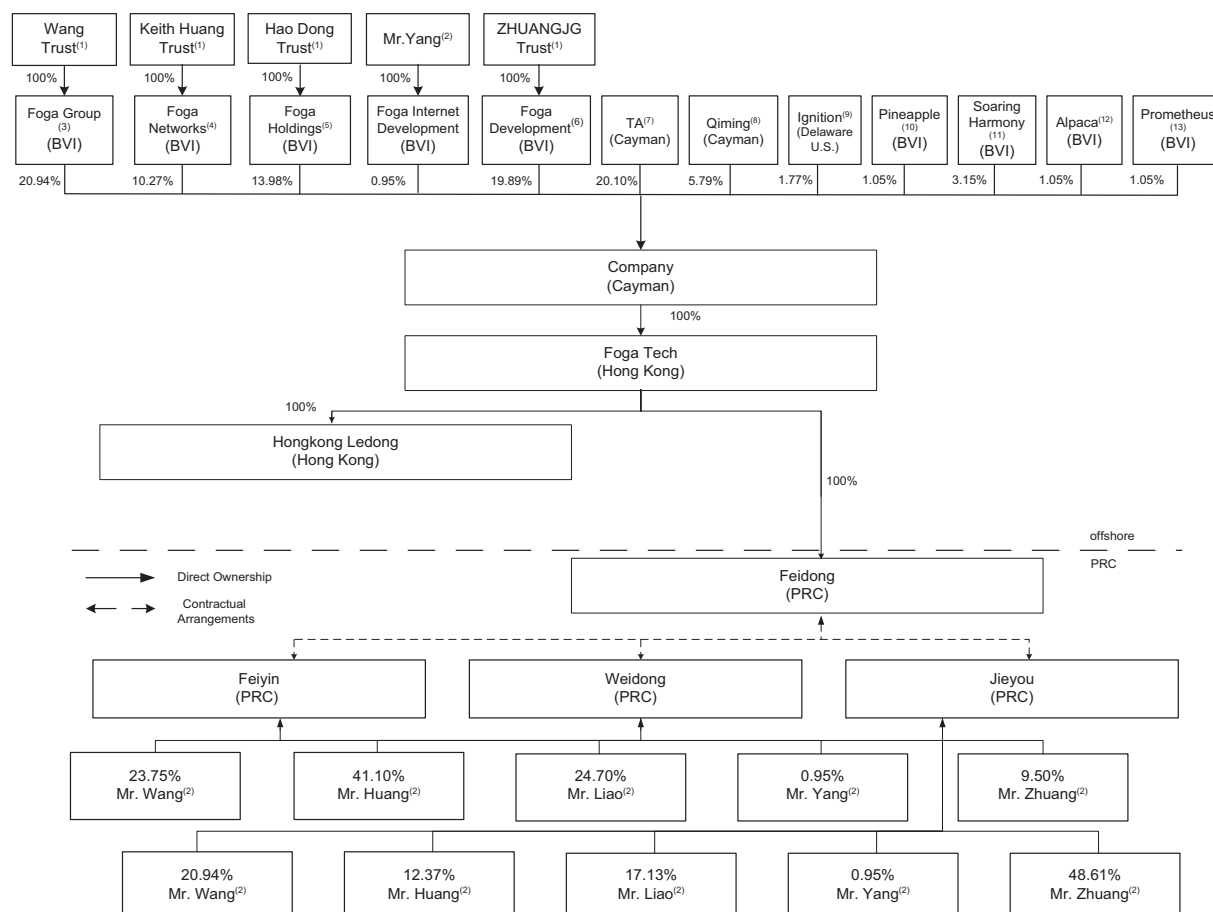 Wang
Trust(1)
Keith Huang
Trust(1)
Hao Dong
Trust(1)
Mr.Yang(2)
ZHUANGJG
Trust(1)
100%
100%
100%
100%
100%
Foga Group
(3)
(BVI)
Foga
Networks(4)
(BVI)
Foga
Holdings(5)
(BVI)
Foga Internet
Development
(BVI)
Foga
Development(6)
(BVI)
TA(7)
(Cayman)
Qiming(8)
(Cayman)
Ignition(9)
(Delaware
U.S.)
Pineapple
(10)
(BVI)
Soaring
Harmony
(11)
(BVI)
Alpaca(12)
(BVI)
Prometheus
(13)
(BVI)
20.94%
10.27%
13.98%
0.95%
19.89%
20.10%
5.79%
1.77%
1.05%
3.15%
1.05%
1.05%
Company
(Cayman)
100%
Foga Tech
(Hong Kong)
100%
Hongkong Ledong
(Hong Kong)
100%
offshore
PRC
Direct Ownership
Contractual
Arrangements
Feidong
(PRC)
Feiyin
(PRC)
Weidong
(PRC)
Jieyou
(PRC)
23.75%
Mr. Wang(2)
41.10%
Mr. Huang(2)
24.70%
Mr. Liao(2)
0.95%
Mr. Yang(2)
9.50%
Mr. Zhuang(2)
20.94%
Mr. Wang(2)
12.37%
Mr. Huang(2)
17.13%
Mr. Liao(2)
0.95%
Mr. Yang(2)
48.61%
Mr. Zhuang(2)